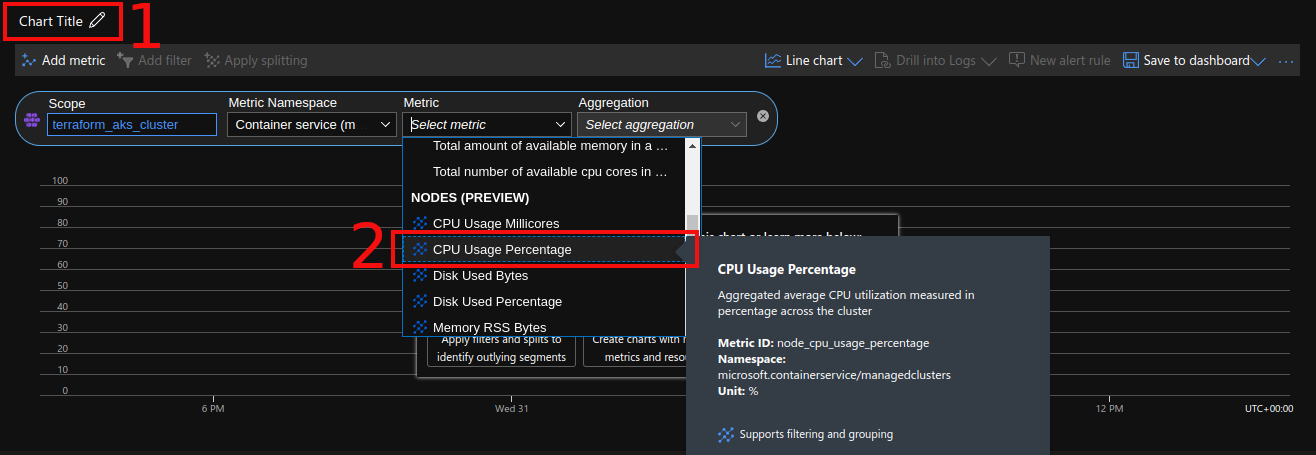 Chart Title
1
Add metric
Add filter
Apply splitting
Line chart
Drill into Logs
New alert rule
Save to dashboard
...
Scope
Metric Namespace
Metric
Aggregation
terraform_aks_cluster
Container service (m ...
Select metric
Select aggregation
Total amount of available memory in a ...
Total number of available cpu cores in ...
NODES (PREVIEW)
CPU Usage Millicores
2
CPU Usage Percentage
Disk Used Bytes
Disk Used Percentage
Memory RSS Bytes
chart or learn more below:
Apply filters and splits to
identify outlying segments
Create charts with
metrics and
CPU Usage Percentage
Aggregated average CPU utilization measured in
percentage across the cluster
Metric ID: node_cpu_usage_percentage
Namespace:
microsoft.containerservice/managedclusters
Unit: %
Supports filtering and grouping
100
90
80
70
60
50
40
30
20
10
0
6 PM
Wed 31
12 PM
UTC+00:00